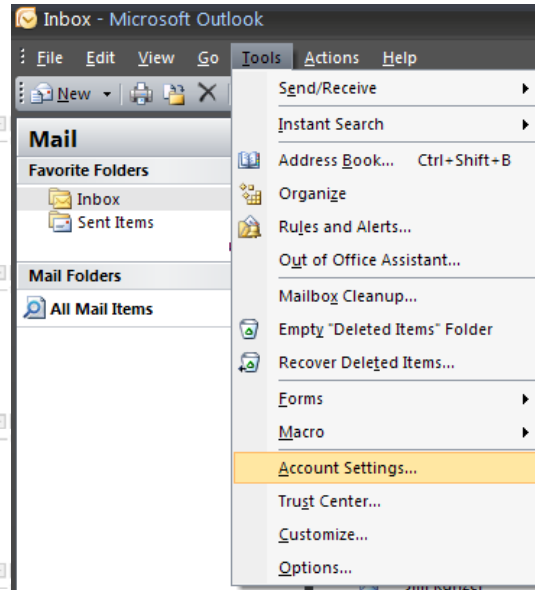 Inbox - Microsoft Outlook
File Edit View Go Tools Actions Help
New
Mail
Favorite Folders
Inbox
Sent Items
Mail Folders
All Mail Items
Send/Receive
Instant Search
Address Book... Ctrl+Shift+B
Organize
Rules and Alerts...
Out of Office Assistant...
Mailbox Cleanup...
Empty "Deleted Items" Folder
Recover Deleted Items...
Forms
Macro
Account Settings...
Trust Center...
Customize...
Options...